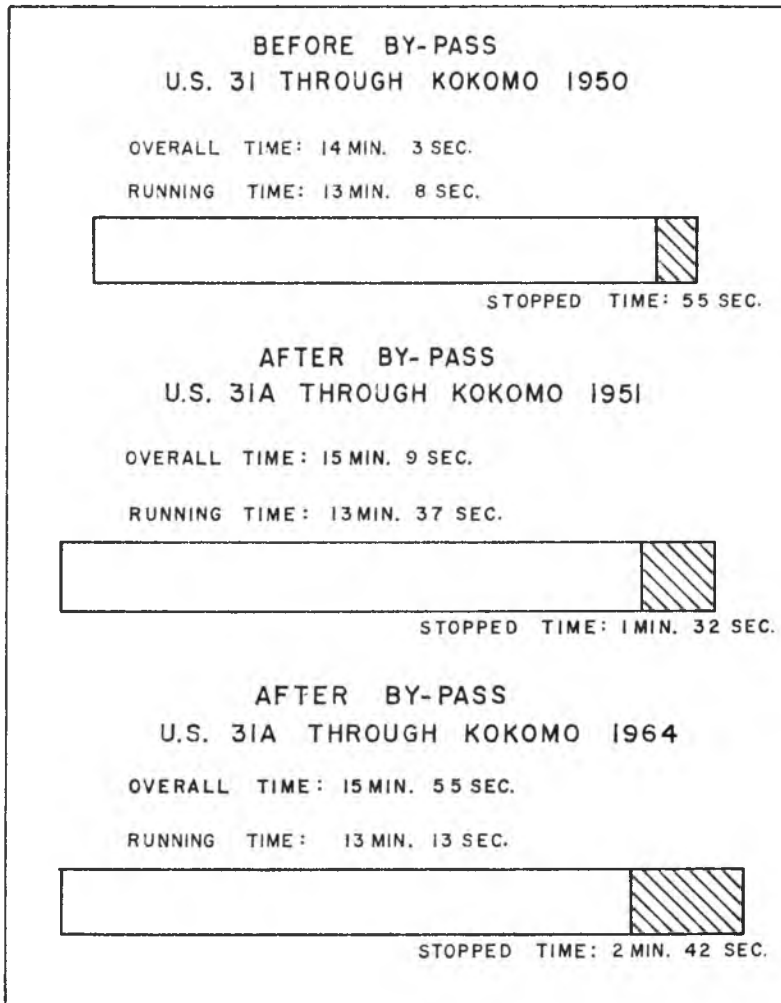 BEFORE BY-PASS
U.S. 31 THROUGH KOKOMO 1950
OVERALL TIME: 14 MIN. 3 SEC.
RUNNING TIME: 13 MIN. 8 SEC.
STOPPED TIME: 55 SEC.
AFTER BY-PASS
U.S. 31A THROUGH KOKOMO 1951
OVERALL TIME: 15 MIN. 9 SEC.
RUNNING TIME: 13 MIN. 37 SEC.
STOPPED TIME: 1 MIN. 32 SEC.
AFTER BY-PASS
U.S. 31A THROUGH KOKOMO 1964
OVERALL TIME: 15 MIN. 55 SEC.
RUNNING TIME: 13 MIN. 13 SEC.
STOPPED TIME: 2 MIN. 42 SEC.